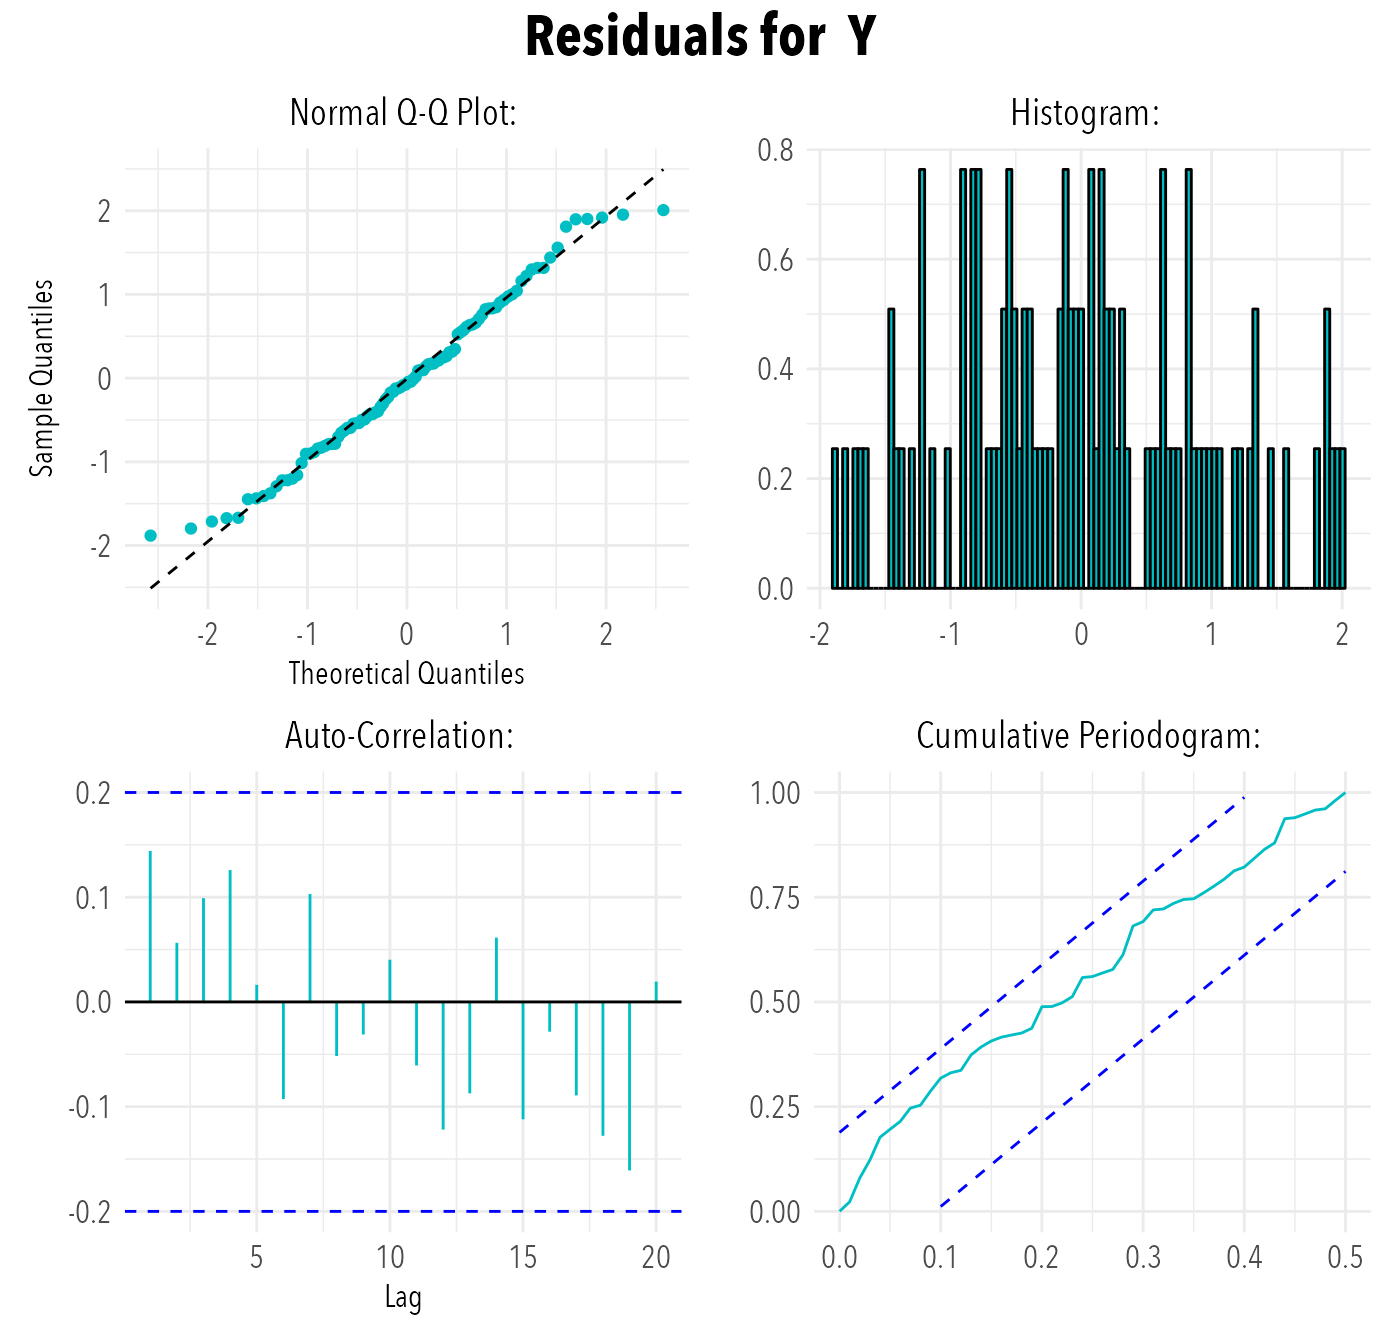 Residuals for Y
Normal Q-Q Plot:
Sample Quantiles
2
1
0
-1
-2
-2 -1 0 1 2
Theoretical Quantiles
Histogram:
0.8
0.6
0.4
0.2
0.0
-2 -1 0 1 2
Auto-Correlation:
0.2
0.1
0.0
-0.1
-0.2
5 10 15 20
Lag
Cumulative Periodogram:
1.00
0.75
0.50
0.25
0.00
0.0 0.1 0.2 0.3 0.4 0.5